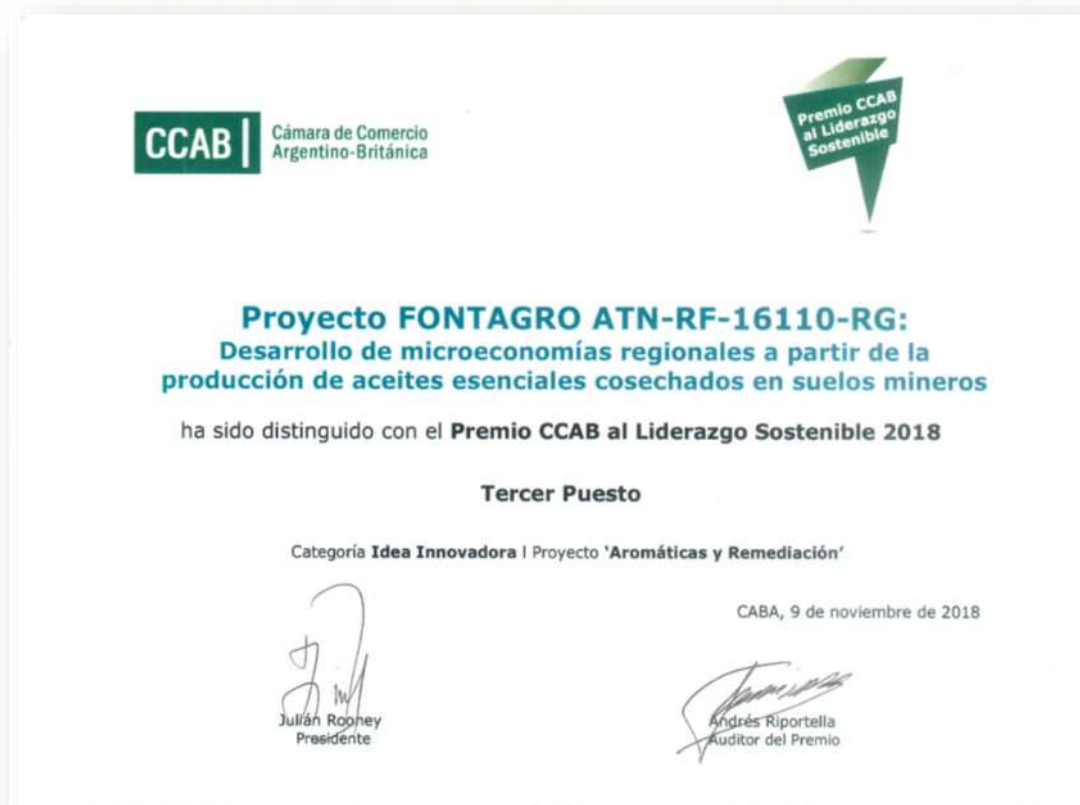 CCAB
Cámara de Comercio
Argentino-Británica
Premio CCAB
al Liderazgo
Sostenible
Proyecto FONTAGRO ATN-RF-16110-RG:
Desarrollo de microeconomías regionales a partir de la
producción de aceites esenciales cosechados en suelos mineros
ha sido distinguido con el Premio CCAB al Liderazgo Sostenible 2018
Tercer Puesto
Categoría Idea Innovadora | Proyecto ‘Aromáticas y Remediación’
CABA, 9 de noviembre de 2018
Julián Rooney
Presidente
Andrés Riportella
Auditor del Premio